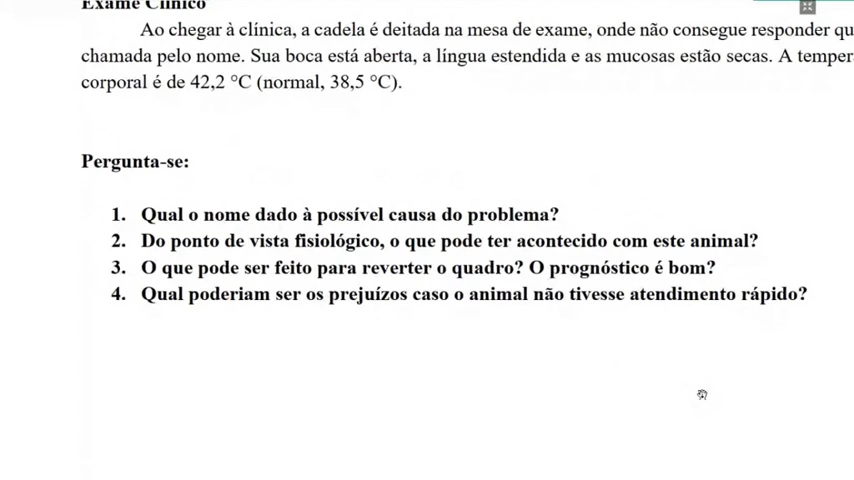 Exame Clínico
Ao chegar à clínica, a cadela é deitada na mesa de exame, onde não consegue responder qu
chamada pelo nome. Sua boca está aberta, a língua estendida e as mucosas estão secas. A temper
corporal é de 42,2 °C (normal, 38,5 °C).
Pergunta-se:
1. Qual o nome dado à possível causa do problema?
2. Do ponto de vista fisiológico, o que pode ter acontecido com este animal?
3. O que pode ser feito para reverter o quadro? O prognóstico é bom?
4. Qual poderiam ser os prejuízos caso o animal não tivesse atendimento rápido?